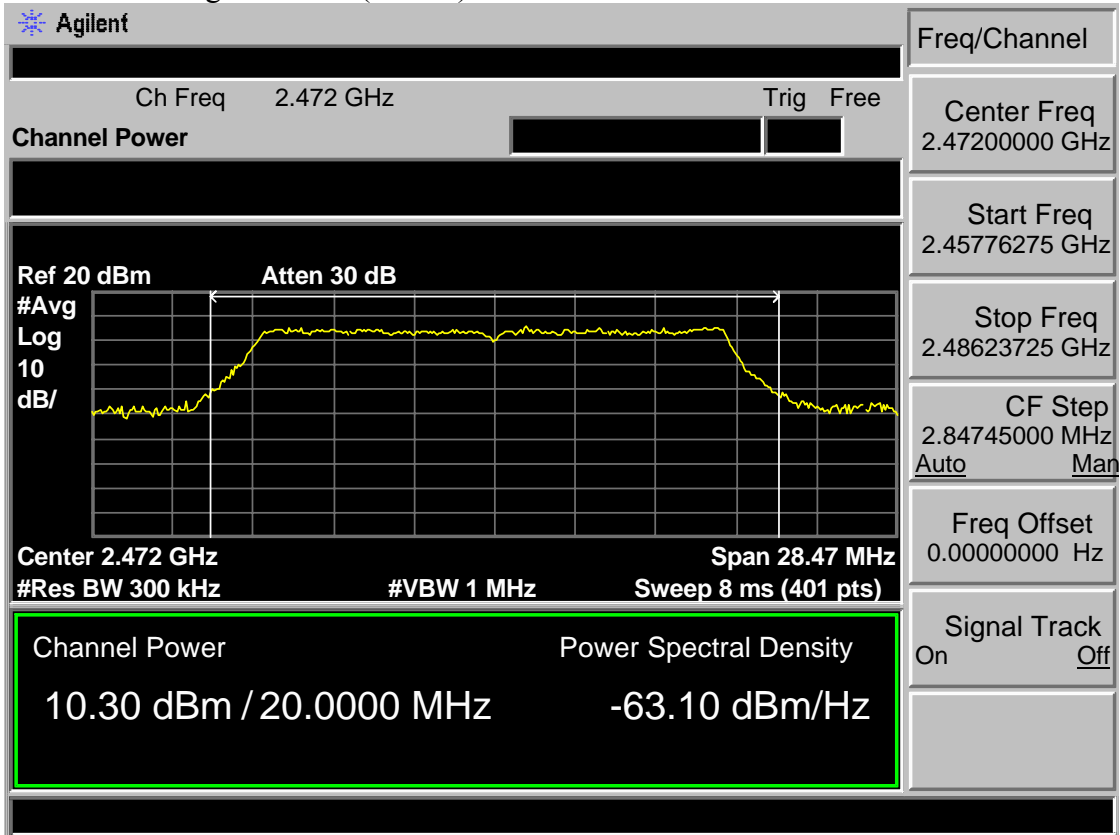 Agilent
Freq/Channel
Ch Freq 2.472 GHz Trig Free
Channel Power
Center Freq
2.47200000 GHz
Start Freq
2.45776275 GHz
Ref 20 dBm Atten 30 dB
#Avg
Log
10
dB/
Stop Freq
2.48623725 GHz
CF Step
2.84745000 MHz
Auto Man
Freq Offset
0.00000000 Hz
Center 2.472 GHz Span 28.47 MHz
#Res BW 300 kHz #VBW 1 MHz Sweep 8 ms (401 pts)
Signal Track
On Off
Channel Power Power Spectral Density
10.30 dBm / 20.0000 MHz -63.10 dBm/Hz